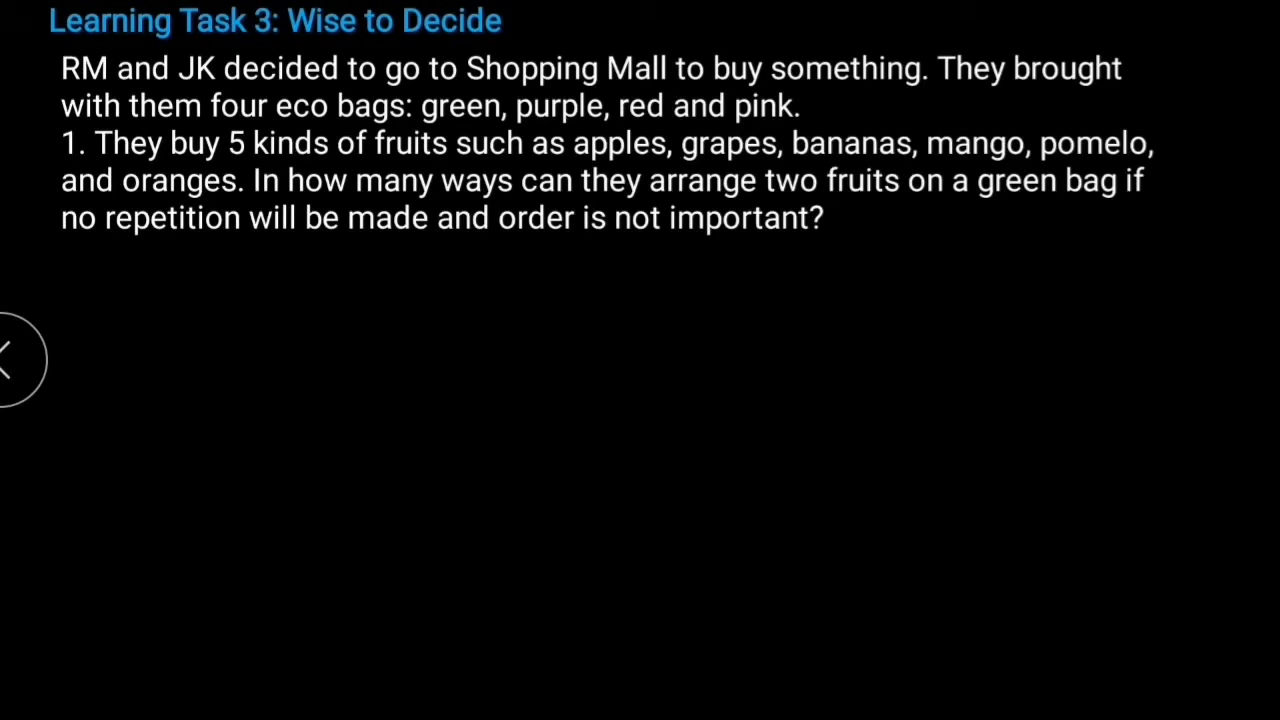 Learning Task 3: Wise to Decide
RM and JK decided to go to Shopping Mall to buy something. They brought
with them four eco bags: green, purple, red and pink.
1. They buy 5 kinds of fruits such as apples, grapes, bananas, mango, pomelo,
and oranges. In how many ways can they arrange two fruits on a green bag if
no repetition will be made and order is not important?